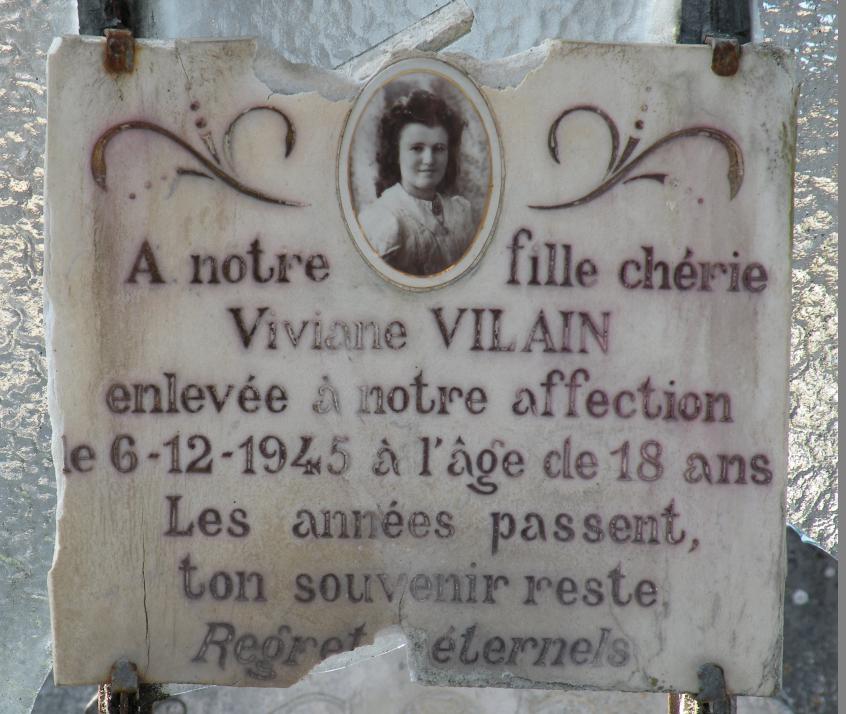 A notre fille chérie
Viviane VILAIN
enlevée à notre affection
le 6-12-1945 à l'âge de 18 ans
Les années passent,
ton souvenir reste
Regret éternels